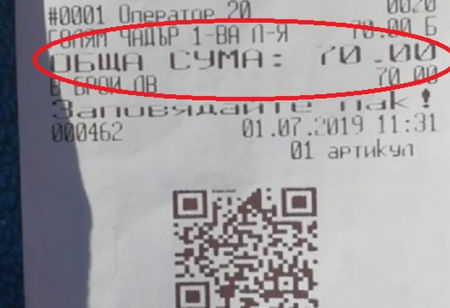 #0001 Оператор 20 0020
ГОЛЯМ ЧАДЪР 1-ВА П-Я 70.00 Б
ОБЩА СУМА: 70.00
В БРОЙ ЛВ 70.00
Заповядайте пак!
000462 01.07.2019 11:31
01 артикул